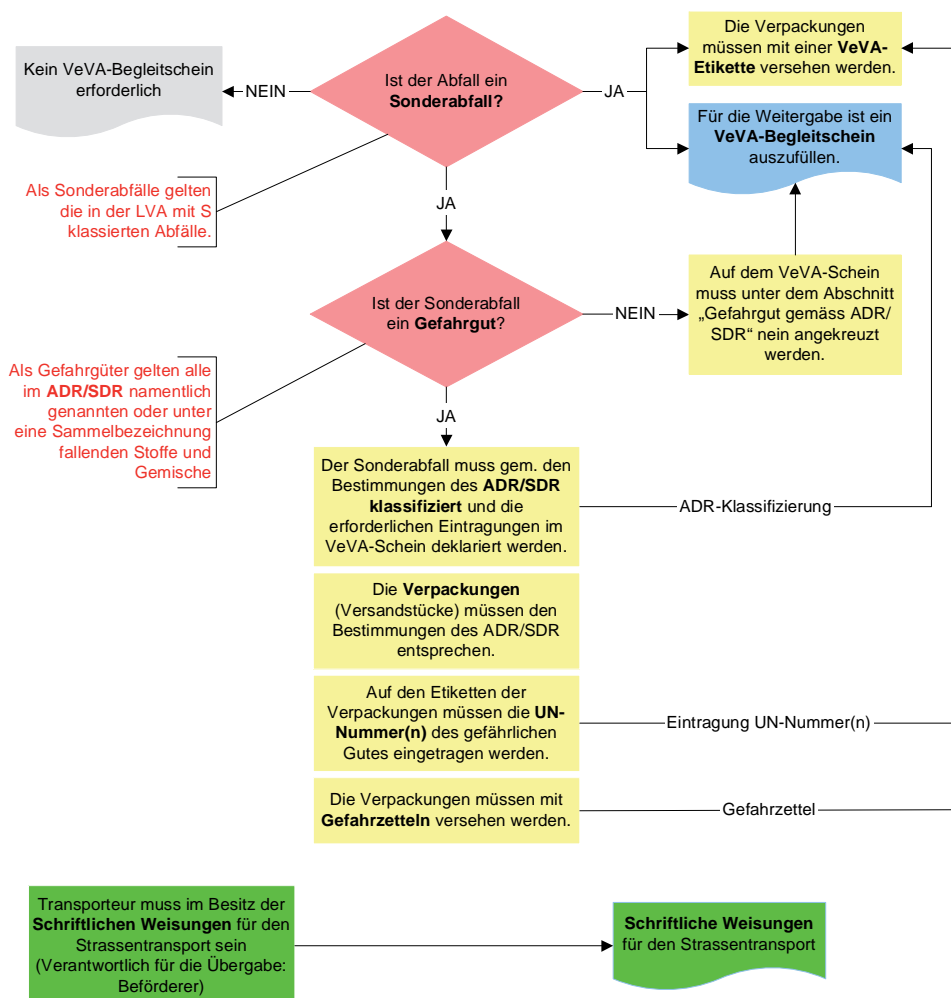 Kein VeVA-Begleitschein
erforderlich
NEIN
Ist der Abfall ein
Sonderabfall?
JA
Die Verpackungen
müssen mit einer VeVA-
Etikette versehen werden.
Für die Weitergabe ist ein
VeVA-Begleitschein
auszufüllen.
Als Sonderabfälle gelten
die in der LVA mit S
klassierten Abfälle.
JA
Ist der Sonderabfall
ein Gefahrgut?
NEIN
Auf dem VeVA-Schein
muss unter dem Abschnitt
„Gefahrgut gemäss ADR/
SDR“ nein angekreuzt
werden.
Als Gefahrgüter gelten alle
im ADR/SDR namentlich
genannten oder unter
eine Sammelbezeichnung
fallenden Stoffe und
Gemische
JA
Der Sonderabfall muss gem. den
Bestimmungen des ADR/SDR
klassifiziert und die
erforderlichen Eintragungen im
VeVA-Schein deklariert werden.
ADR-Klassifizierung
Die Verpackungen
(Versandstücke) müssen den
Bestimmungen des ADR/SDR
entsprechen.
Auf den Etiketten der
Verpackungen müssen die UN-
Nummer(n) des gefährlichen
Gutes eingetragen werden.
Eintragung UN-Nummer(n)
Die Verpackungen müssen mit
Gefahrzetteln versehen werden.
Gefahrzettel
Transporteur muss im Besitz der
Schriftlichen Weisungen für den
Strassentransport sein
(Verantwortlich für die Übergabe:
Beförderer)
Schriftliche Weisungen
für den Strassentransport